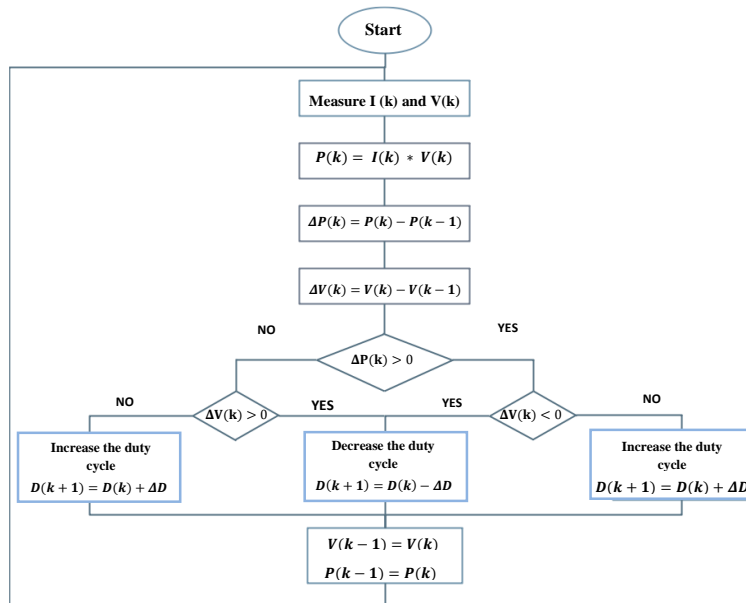 Start
Measure I (k) and V(k)
P(k) = I(k) * V(k)
ΔP(k) = P(k) − P(k − 1)
ΔV(k) = V(k) − V(k − 1)
NO
YES
ΔP(k) > 0
NO
ΔV(k) > 0
YES
YES
ΔV(k) < 0
NO
Increase the duty
cycle
D(k + 1) = D(k) + ΔD
Decrease the duty
cycle
D(k + 1) = D(k) − ΔD
Increase the duty
cycle
D(k + 1) = D(k) + ΔD
V(k − 1) = V(k)
P(k − 1) = P(k)